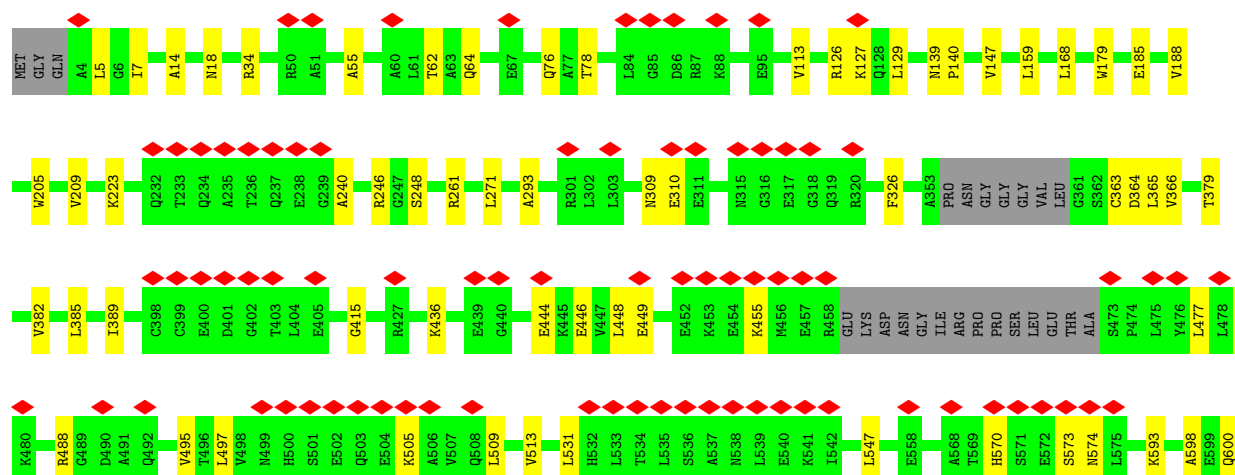 MET GLY GLN A4 L5 G6 I7 A14 N18 R34 R50 A51 A55 A60 L61 T62 A63 Q64 E67 Q76 A77 T78 L84 G85 D86 R87 K88 E95 V113 R126 K127 Q128 L129 N139 P140 V147 L159 L168 W179 E185 V188
W205 V209 K223 Q232 T233 Q234 A235 T236 Q237 E238 G239 A240 R246 G247 S248 R261 L271 A293 R301 L302 L303 N309 E310 E311 N315 G316 E317 G318 Q319 R320 F326 A353 PRO ASN GLY GLY GLY VAL LEU G361 S362 C363 D364 L365 V366 T379
V382 L385 I389 C398 C399 E400 D401 G402 T403 L404 E405 G415 R427 K436 E439 G440 E444 K445 E446 V447 L448 E449 E452 K453 E454 K455 M456 E457 R458 GLU LYS ASP ASN GLY ILE ARG PRO PRO SER LEU GLU THR ALA S473 P474 L475 V476 L477 L478
K480 R488 G489 D490 A491 Q492 V495 T496 L497 V498 N499 H500 S501 E502 Q503 E504 K505 A506 V507 Q508 L509 V513 L531 H532 L533 T534 L535 S536 A537 N538 L539 E540 K541 I542 L547 E558 A568 T569 H570 S571 E572 S573 N574 L575 K593 A598 E599 Q600